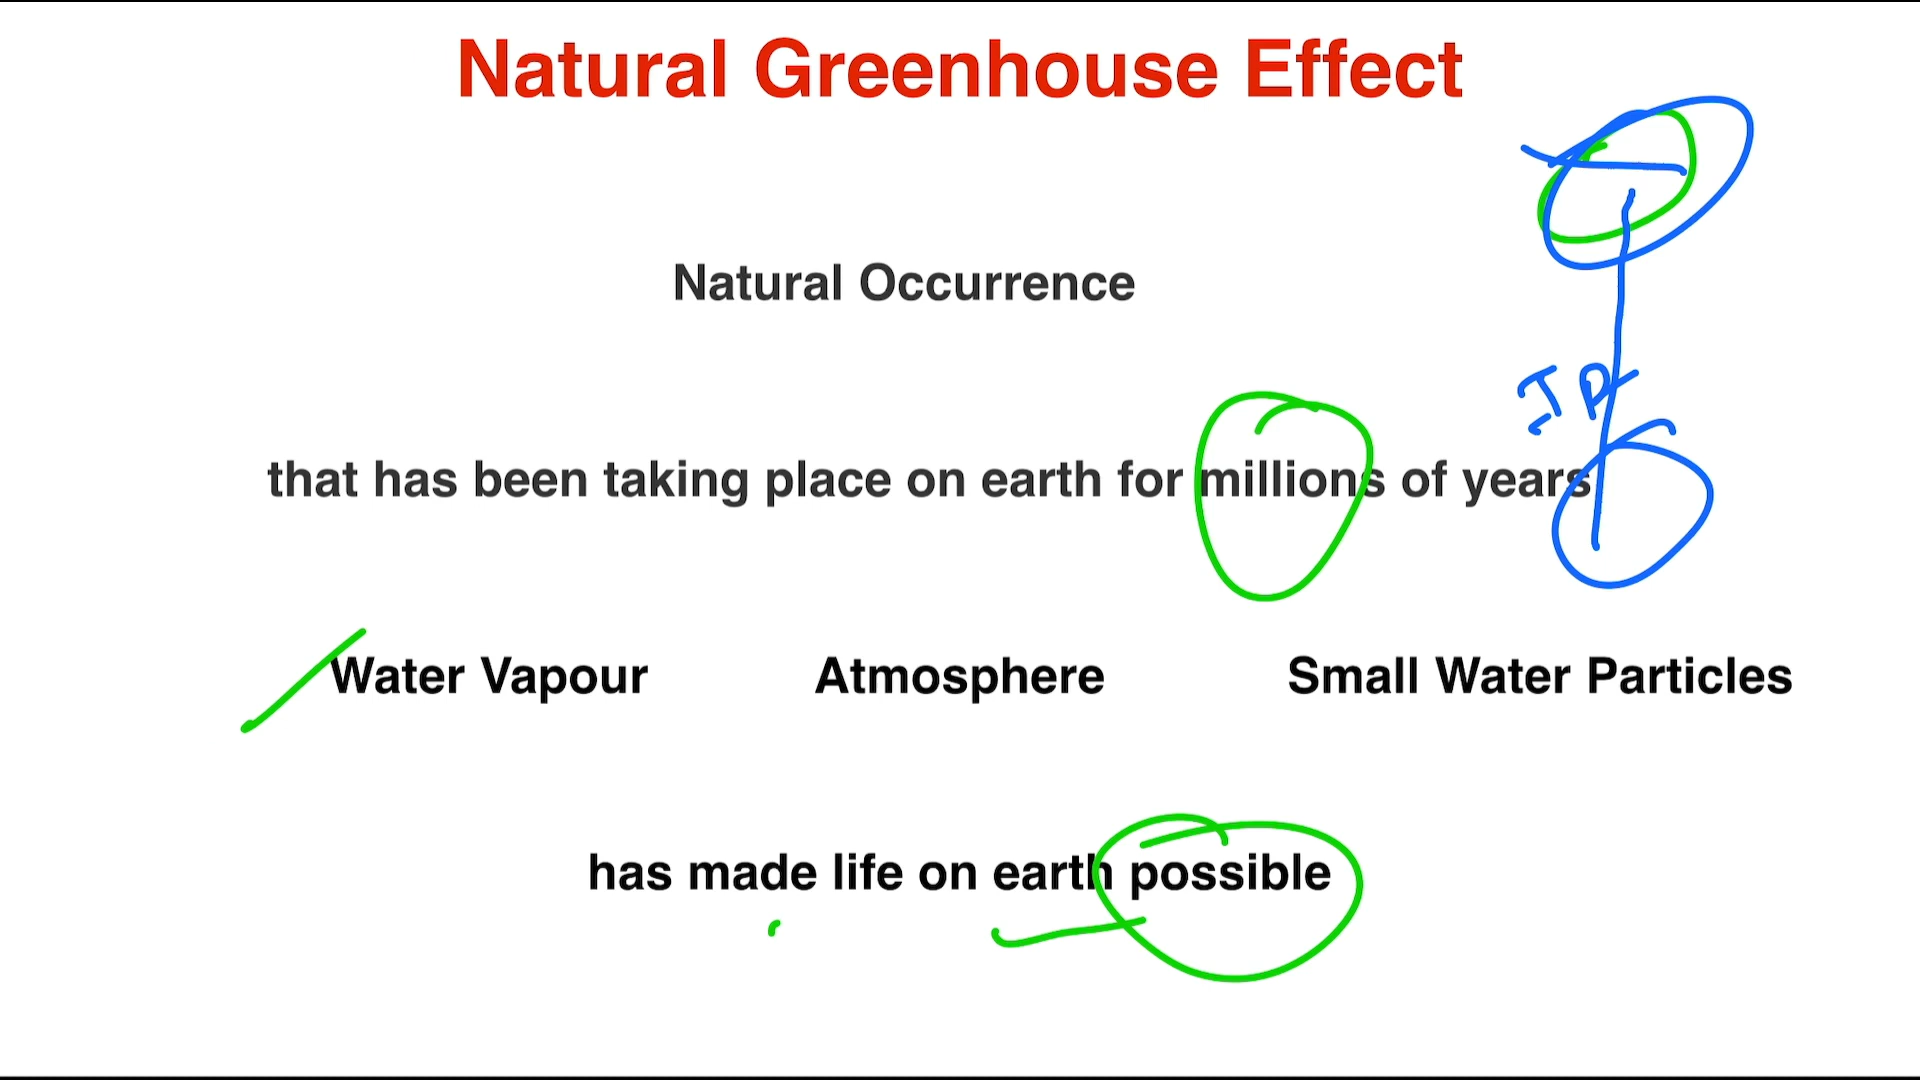 Natural Greenhouse Effect
Natural Occurrence
that has been taking place on earth for millions of years
Water Vapour Atmosphere Small Water Particles
has made life on earth possible